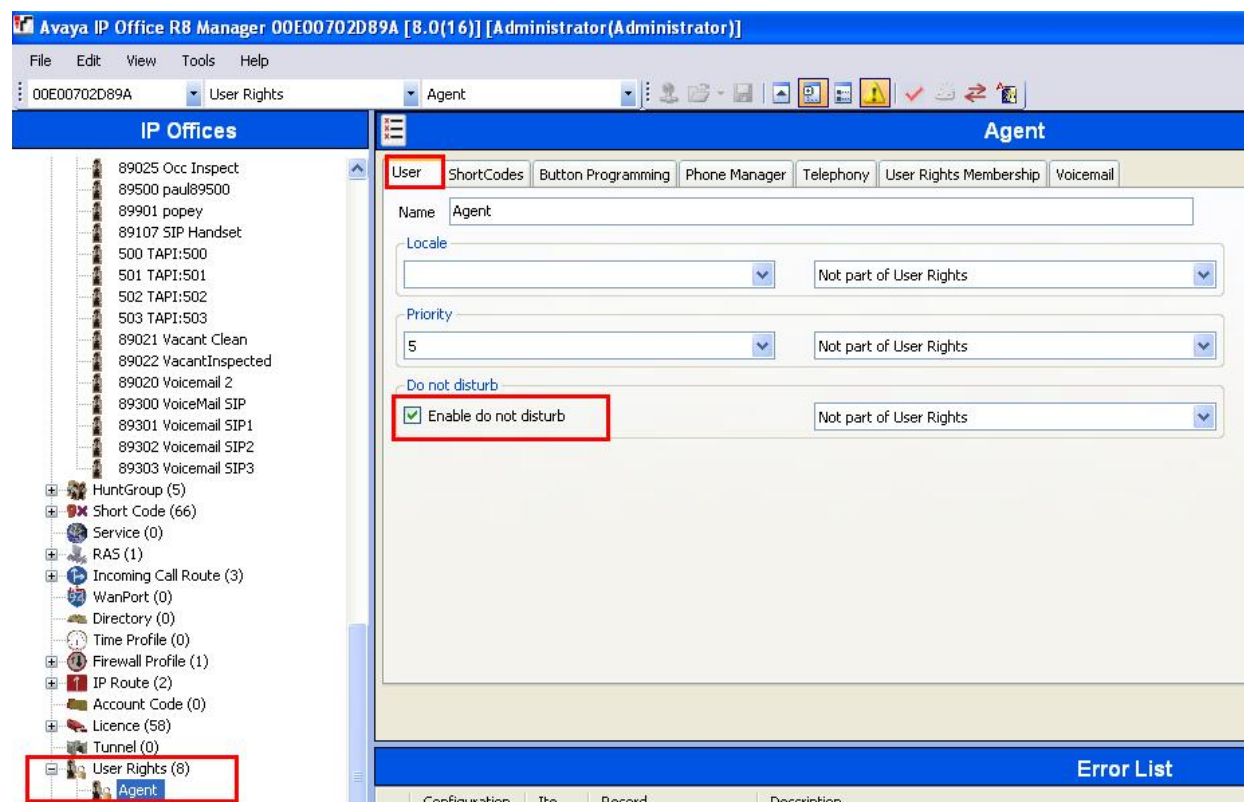 Avaya IP Office R8 Manager 00E00702D89A [8.0(16)] [Administrator(Administrator)]
File Edit View Tools Help
00E00702D89A User Rights Agent
IP Offices
89025 Occ Inspect
89500 paul89500
89901 popey
89107 SIP Handset
500 TAPI:500
501 TAPI:501
502 TAPI:502
503 TAPI:503
89021 Vacant Clean
89022 VacantInspected
89020 Voicemail 2
89300 VoiceMail SIP
89301 Voicemail SIP1
89302 Voicemail SIP2
89303 Voicemail SIP3
HuntGroup (5)
Short Code (66)
Service (0)
RAS (1)
Incoming Call Route (3)
WanPort (0)
Directory (0)
Time Profile (0)
Firewall Profile (1)
IP Route (2)
Account Code (0)
Licence (58)
Tunnel (0)
User Rights (8)
Agent
Agent
User ShortCodes Button Programming Phone Manager Telephony User Rights Membership Voicemail
Name Agent
Locale
Not part of User Rights
Priority
5 Not part of User Rights
Do not disturb
Enable do not disturb Not part of User Rights
Error List
Configuration Ite Record Description